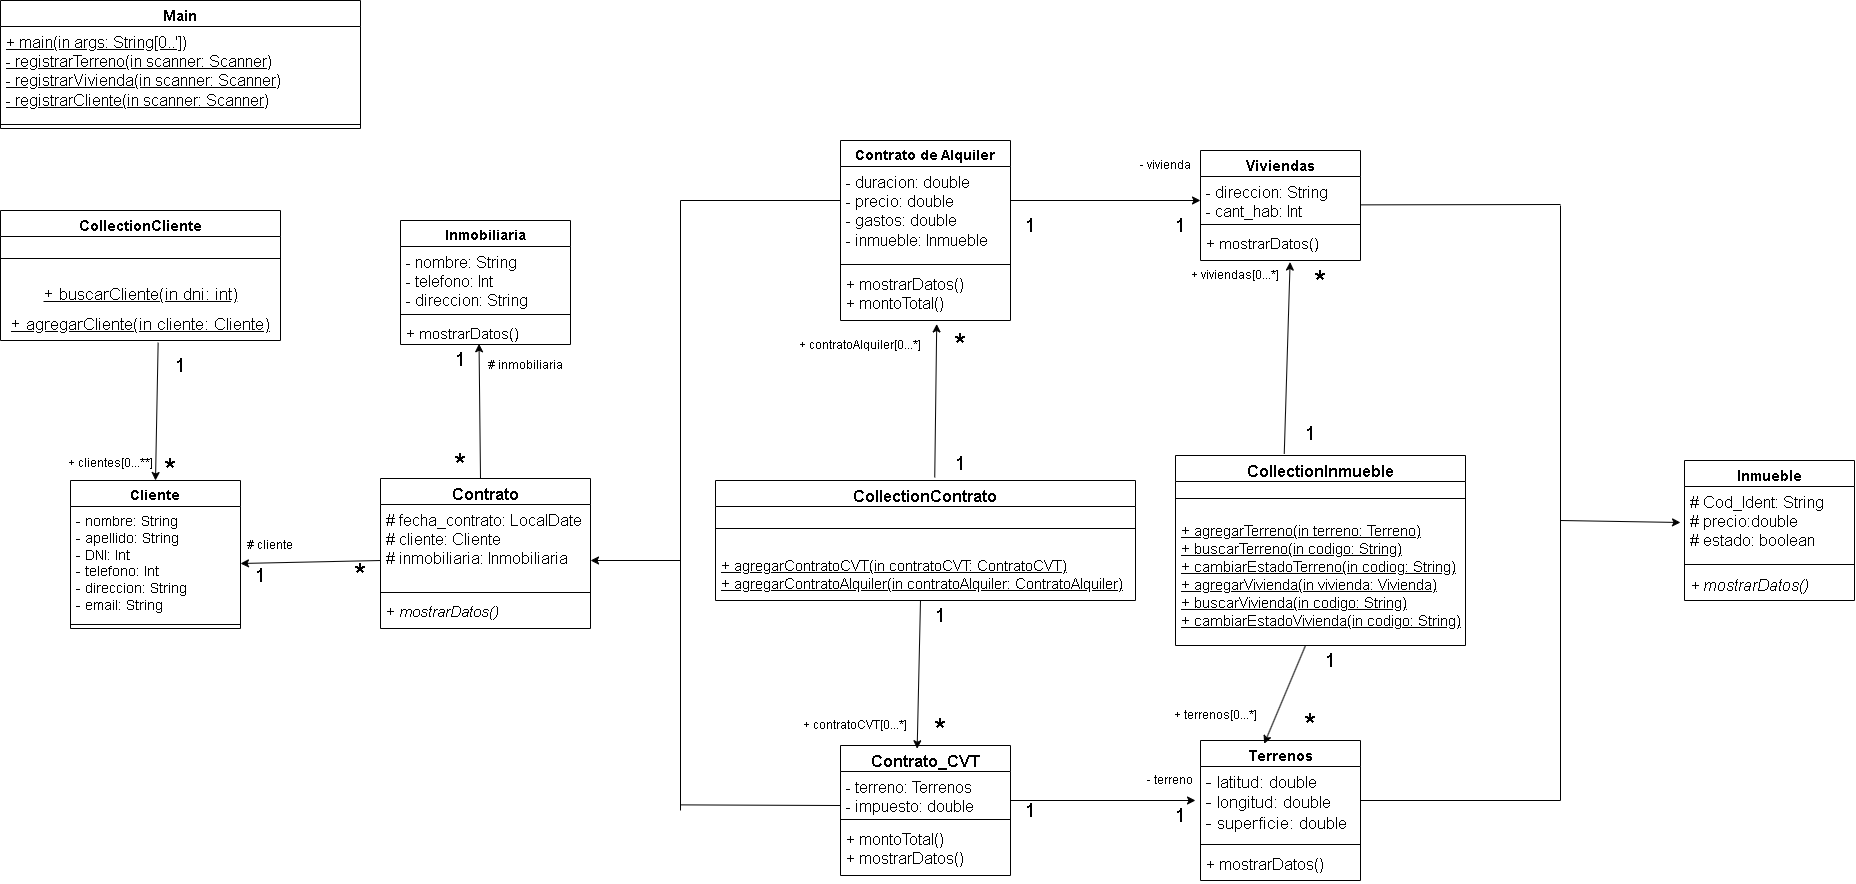 Main
+ main(in args: String[0..'])
- registrarTerreno(in scanner: Scanner)
- registrarVivienda(in scanner: Scanner)
- registrarCliente(in scanner: Scanner)
CollectionCliente
+ buscarCliente(in dni: int)
+ agregarCliente(in cliente: Cliente)
1
+ clientes[0...**]
*
Cliente
- nombre: String
- apellido: String
- DNI: Int
- telefono: Int
- direccion: String
- email: String
Inmobiliaria
- nombre: String
- telefono: Int
- direccion: String
+ mostrarDatos()
1
# inmobiliaria
*
Contrato
# fecha_contrato: LocalDate
# cliente: Cliente
# inmobiliaria: Inmobiliaria
+ mostrarDatos()
# cliente
1
*
Contrato de Alquiler
- duracion: double
- precio: double
- gastos: double
- inmueble: Inmueble
+ mostrarDatos()
+ montoTotal()
- vivienda
1
1
+ contratoAlquiler[0...*]
*
1
CollectionContrato
+ agregarContratoCVT(in contratoCVT: ContratoCVT)
+ agregarContratoAlquiler(in contratoAlquiler: ContratoAlquiler)
1
+ contratoCVT[0...*]
*
Contrato_CVT
- terreno: Terrenos
- impuesto: double
+ montoTotal()
+ mostrarDatos()
- terreno
1
1
Viviendas
- direccion: String
- cant_hab: Int
+ mostrarDatos()
+ viviendas[0...*]
*
1
CollectionInmueble
+ agregarTerreno(in terreno: Terreno)
+ buscarTerreno(in codigo: String)
+ cambiarEstadoTerreno(in codiog: String)
+ agregarVivienda(in vivienda: Vivienda)
+ buscarVivienda(in codigo: String)
+ cambiarEstadoVivienda(in codigo: String)
1
+ terrenos[0...*]
*
Terrenos
- latitud: double
- longitud: double
- superficie: double
+ mostrarDatos()
Inmueble
# Cod_Ident: String
# precio:double
# estado: boolean
+ mostrarDatos()